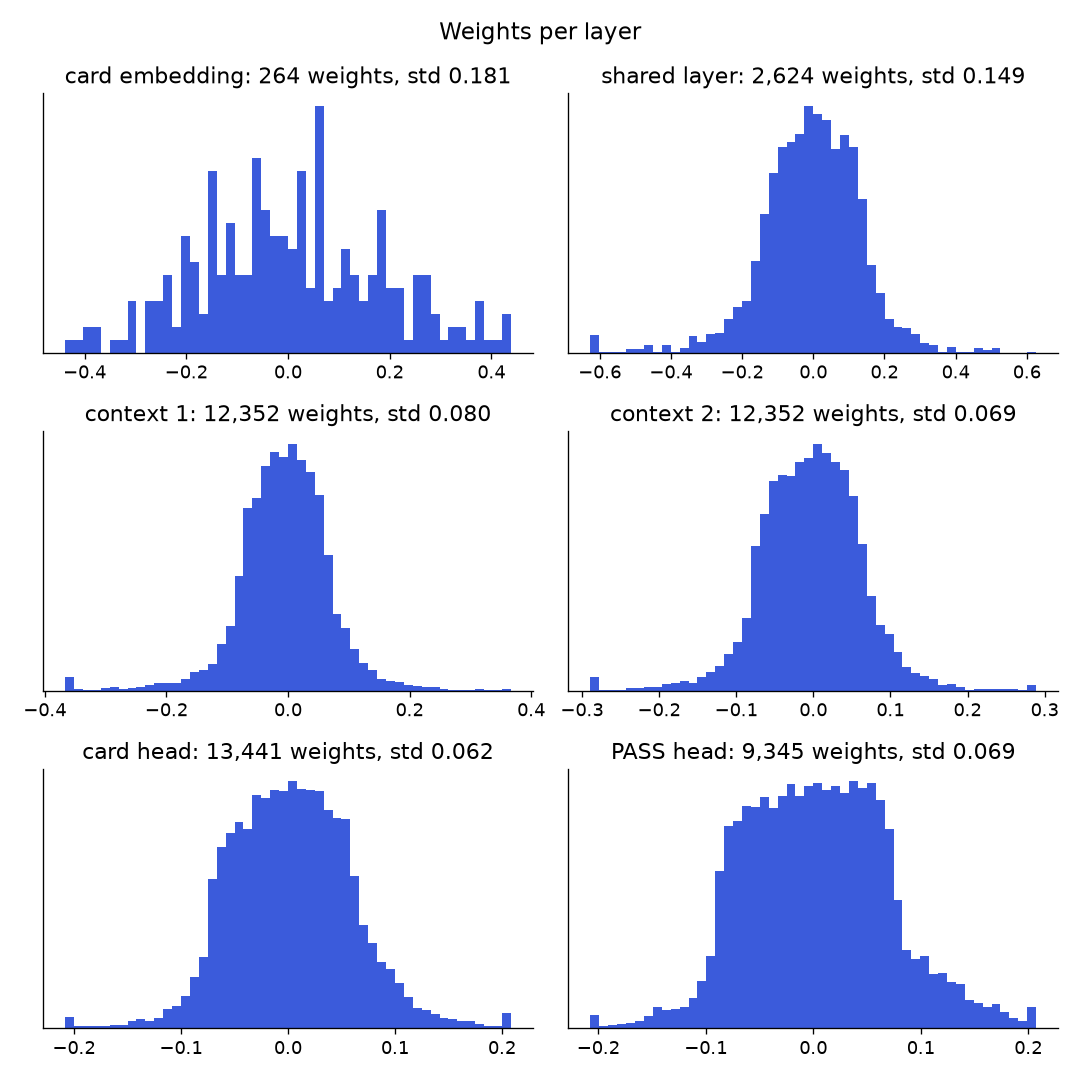 Weights per layer
card embedding: 264 weights, std 0.181
−0.4 −0.2 0.0 0.2 0.4
shared layer: 2,624 weights, std 0.149
−0.6 −0.4 −0.2 0.0 0.2 0.4 0.6
context 1: 12,352 weights, std 0.080
−0.4 −0.2 0.0 0.2 0.4
context 2: 12,352 weights, std 0.069
−0.3 −0.2 −0.1 0.0 0.1 0.2 0.3
card head: 13,441 weights, std 0.062
−0.2 −0.1 0.0 0.1 0.2
PASS head: 9,345 weights, std 0.069
−0.2 −0.1 0.0 0.1 0.2